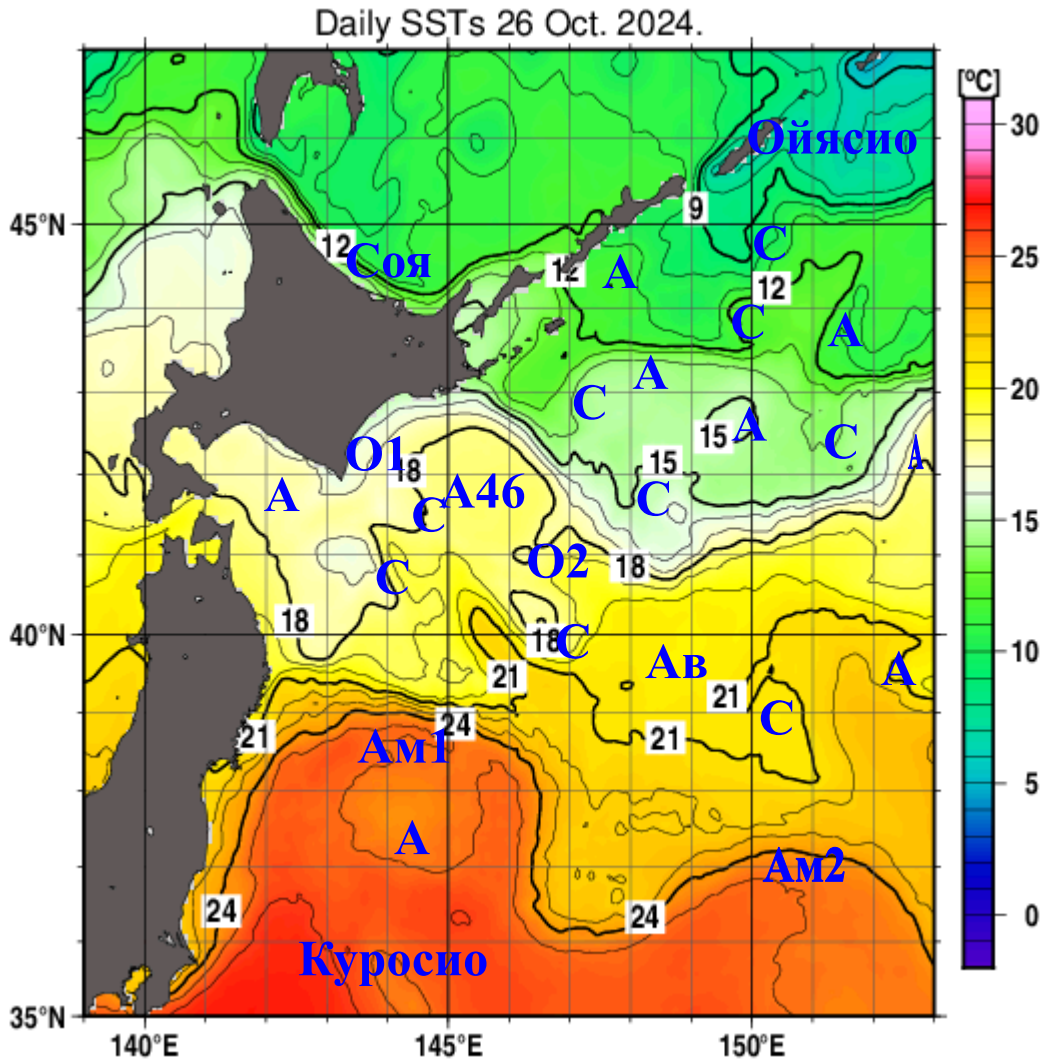 Daily SSTs 26 Oct. 2024.
[°C]
30
Ойясио
9
45°N
12
Соя
С
12
А
12
25
С
А
А
С
20
15
А
С
О1
15
А
18
А
А46
С
С
15
О2
18
С
18
40°N
18
С
Ав
А
10
21
21
С
24
21
21
Ам1
5
А
Ам2
24
24
0
Куросио
35°N
140°E
145°E
150°E